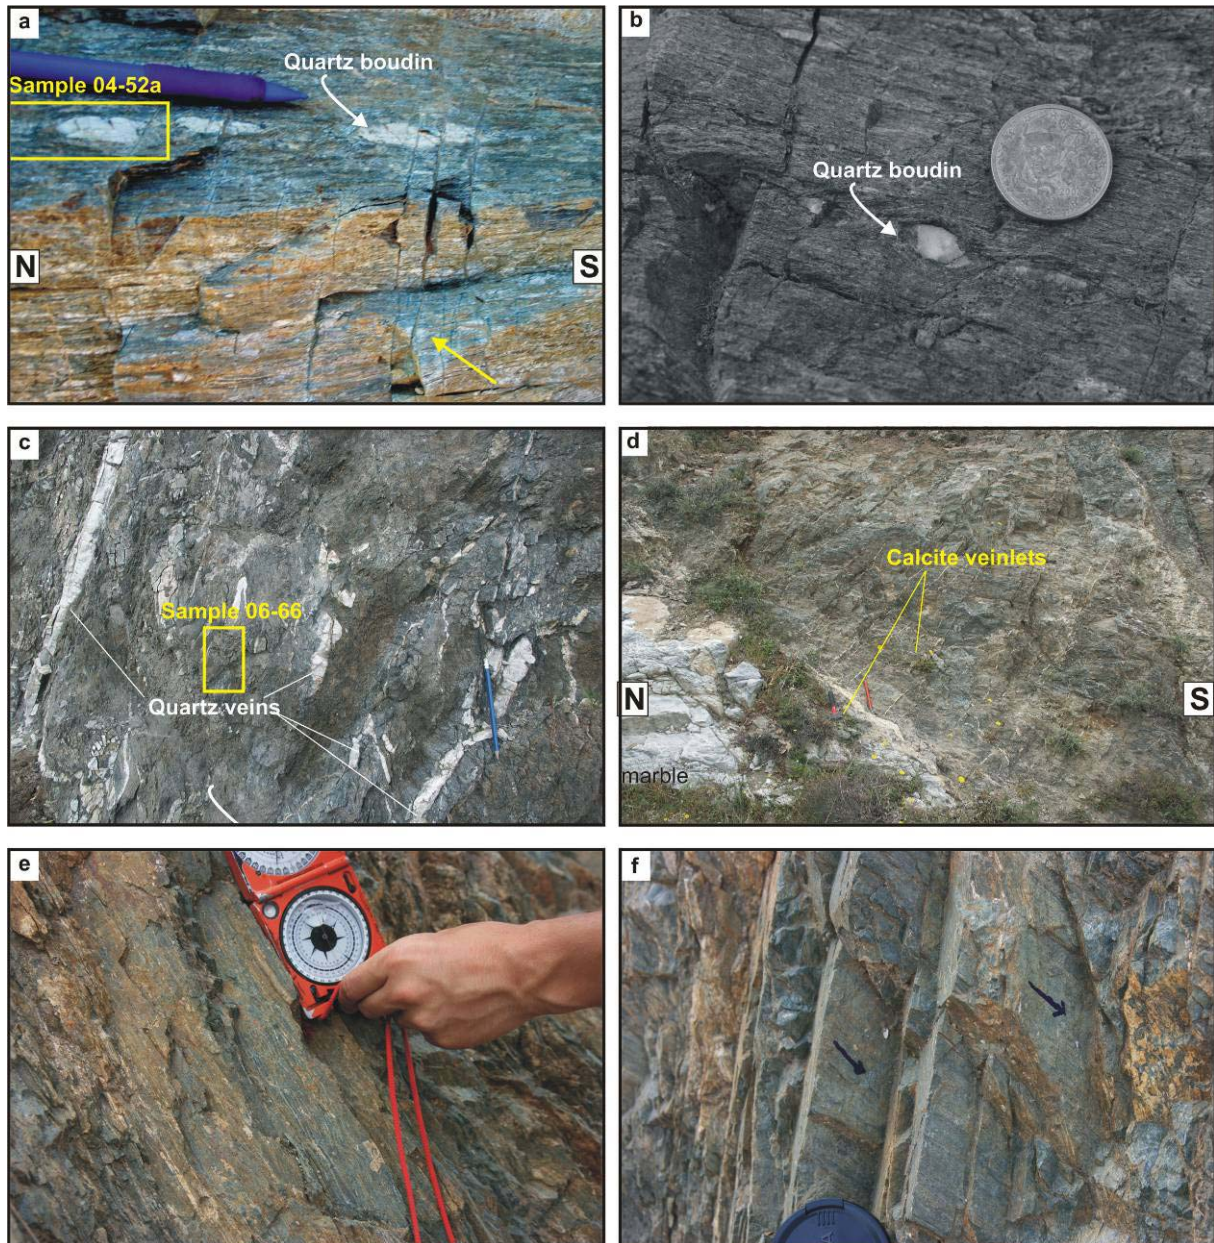 a
Quartz boudin
Sample 04-52a
N
S
b
Quartz boudin
c
Sample 06-66
Quartz veins
d
Calcite veinlets
N
S
marble
e
f